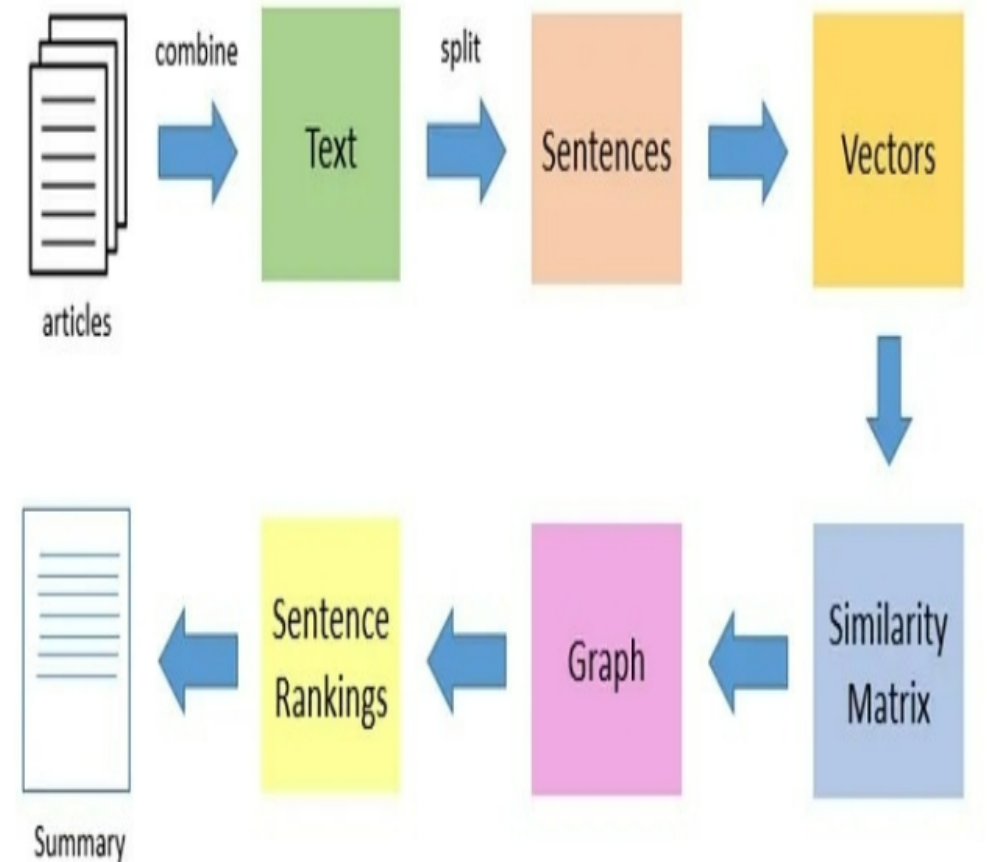 combine
split
Text
Sentences
Vectors
articles
Similarity
Matrix
Graph
Sentence
Rankings
Summary